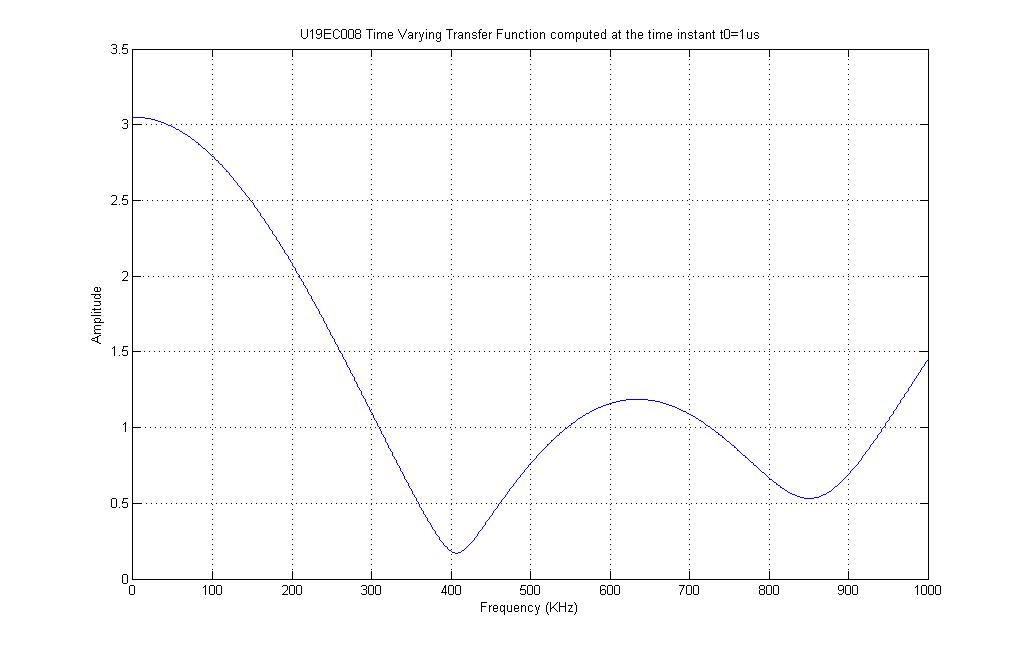 U19EC008 Time Varying Transfer Function computed at the time instant t0=1us
3.5
3
2.5
2
1.5
1
0.5
0
Amplitude
0 100 200 300 400 500 600 700 800 900 1000
Frequency (KHz)